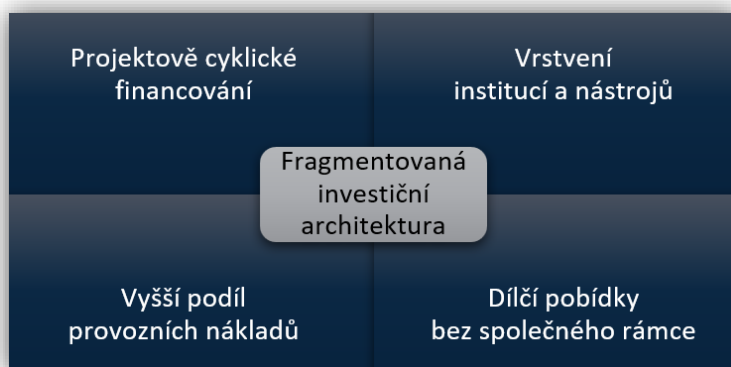 Projektově cyklické
financování
Vrstvení
institucí a nástrojů
Fragmentovaná
investiční
architektura
Vyšší podíl
provozních nákladů
Dílčí pobídky
bez společného rámce